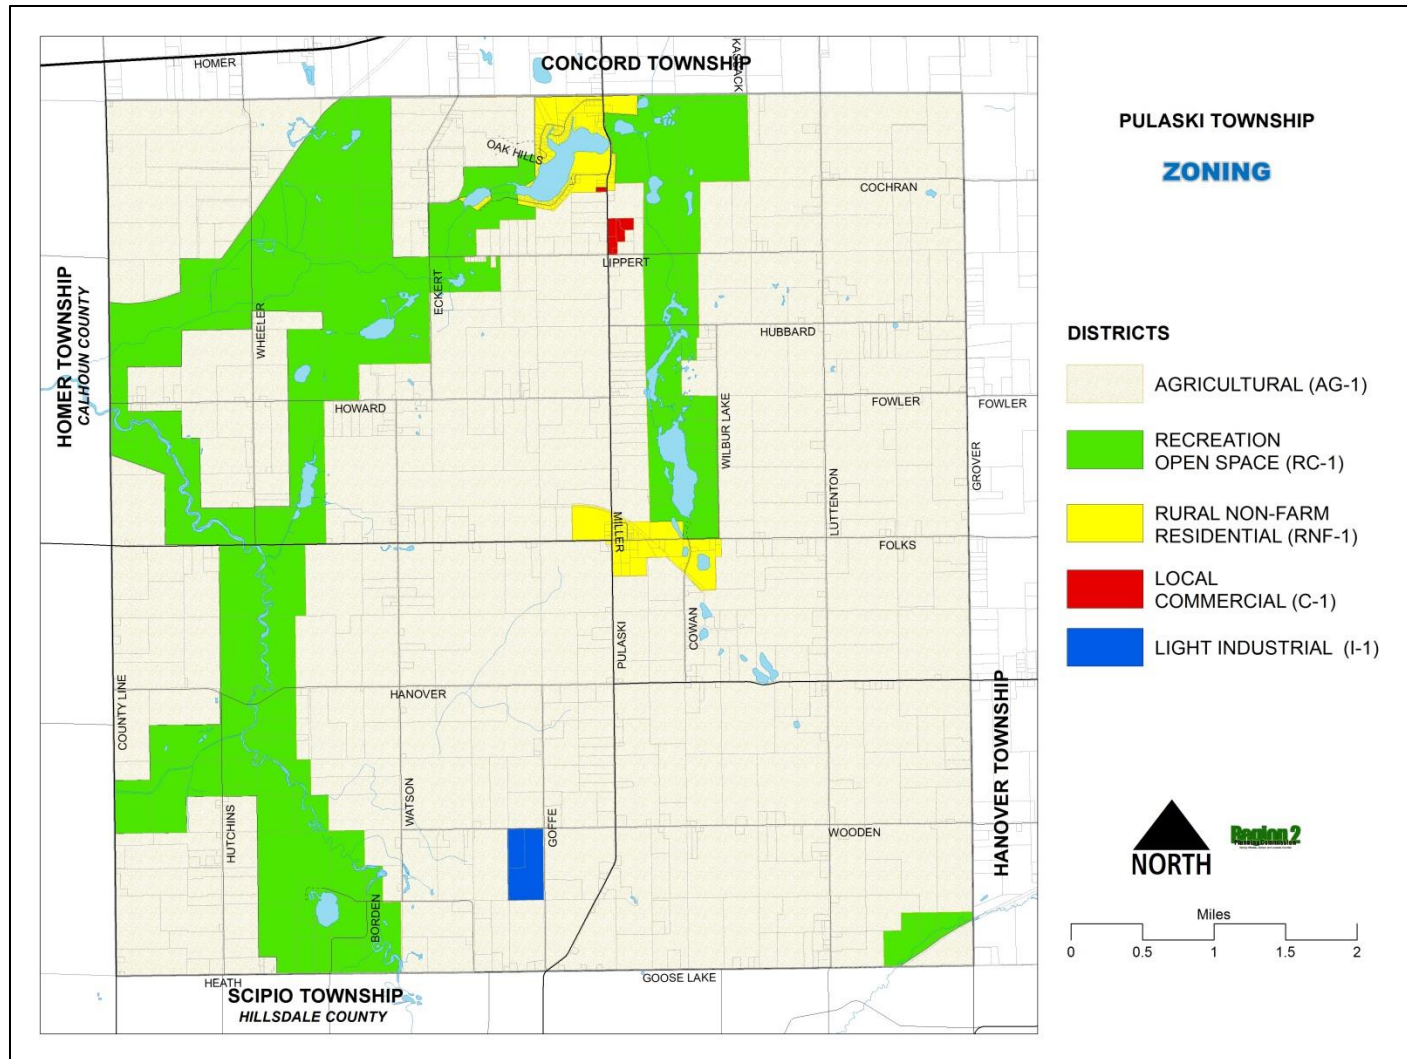 HOMER
CONCORD TOWNSHIP
PULASKI TOWNSHIP
ZONING
OAK HILLS
COCHRAN
LIPPERT
ECKERT
WHEELER
HUBBARD
HOMER TOWNSHIP
CALHOUN COUNTY
HOWARD
FOWLER
FOWLER
WILBUR LAKE
GROVER
LUTTENTON
MILLER
FOLKS
PULASKI
COWAN
HANOVER
COUNTY LINE
HANOVER TOWNSHIP
WATSON
GOFFE
HUTCHINS
WOODEN
BORDEN
HEATH
GOOSE LAKE
SCIPIO TOWNSHIP
HILLSDALE COUNTY
DISTRICTS
AGRICULTURAL (AG-1)
RECREATION
OPEN SPACE (RC-1)
RURAL NON-FARM
RESIDENTIAL (RNF-1)
LOCAL
COMMERCIAL (C-1)
LIGHT INDUSTRIAL (I-1)
NORTH
Region 2
Planning Commission
Miles
0 0.5 1 1.5 2